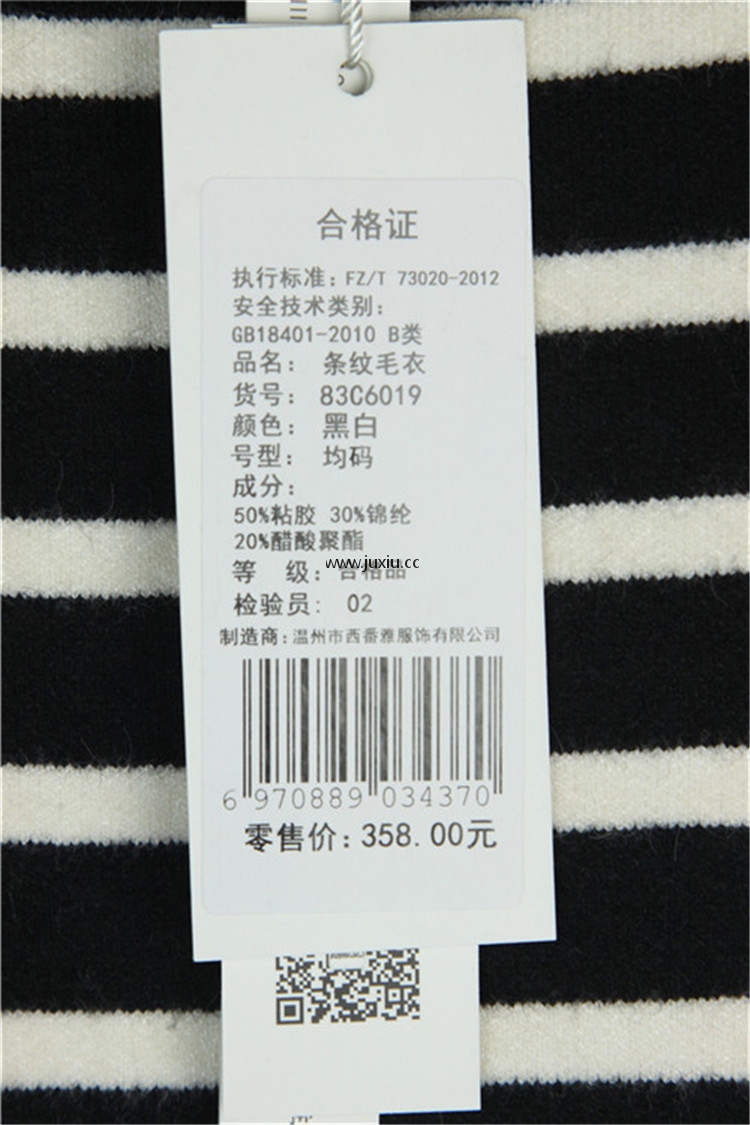 合格证
执行标准: FZ/T 73020-2012
安全技术类别:
GB18401-2010 B类
品名: 条纹毛衣
货号: 83C6019
颜色: 黑白
号型: 均码
成分:
50%粘胶 30%锦纶
20%醋酸聚酯
www.juxiu.cc
等 级: 合格品
检验员: 02
制造商:温州市西番雅服饰有限公司
6 970889 034370
零售价: 358.00元